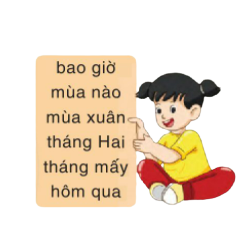 bao giờ
mùa nào
mùa xuân
tháng Hai
tháng mấy
hôm qua